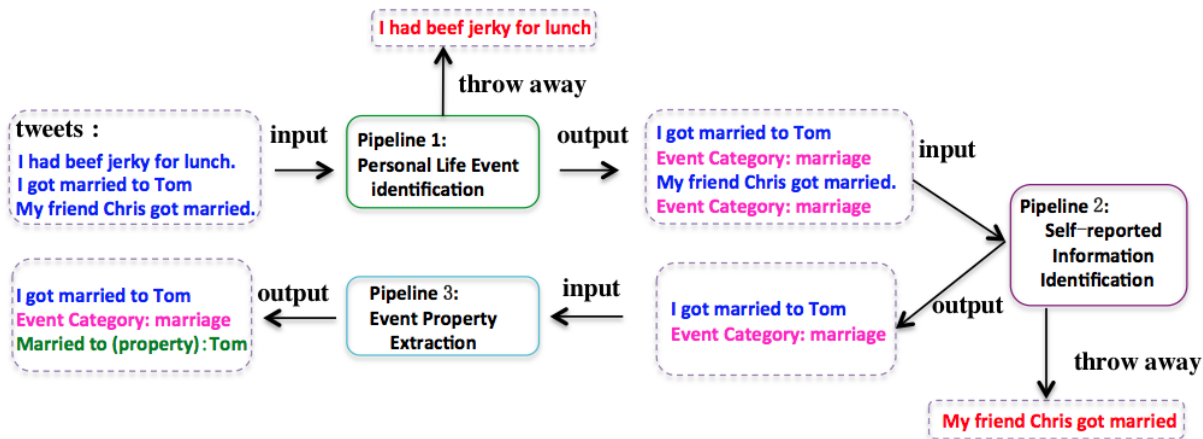 I had beef jerky for lunch
throw away
tweets :
I had beef jerky for lunch.
I got married to Tom
My friend Chris got married.
input
Pipeline 1:
Personal Life Event
identification
output
I got married to Tom
Event Category: marriage
My friend Chris got married.
Event Category: marriage
input
Pipeline 2:
Self-reported
Information
Identification
output
throw away
My friend Chris got married
I got married to Tom
Event Category: marriage
input
Pipeline 3:
Event Property
Extraction
output
I got married to Tom
Event Category: marriage
Married to (property) : Tom